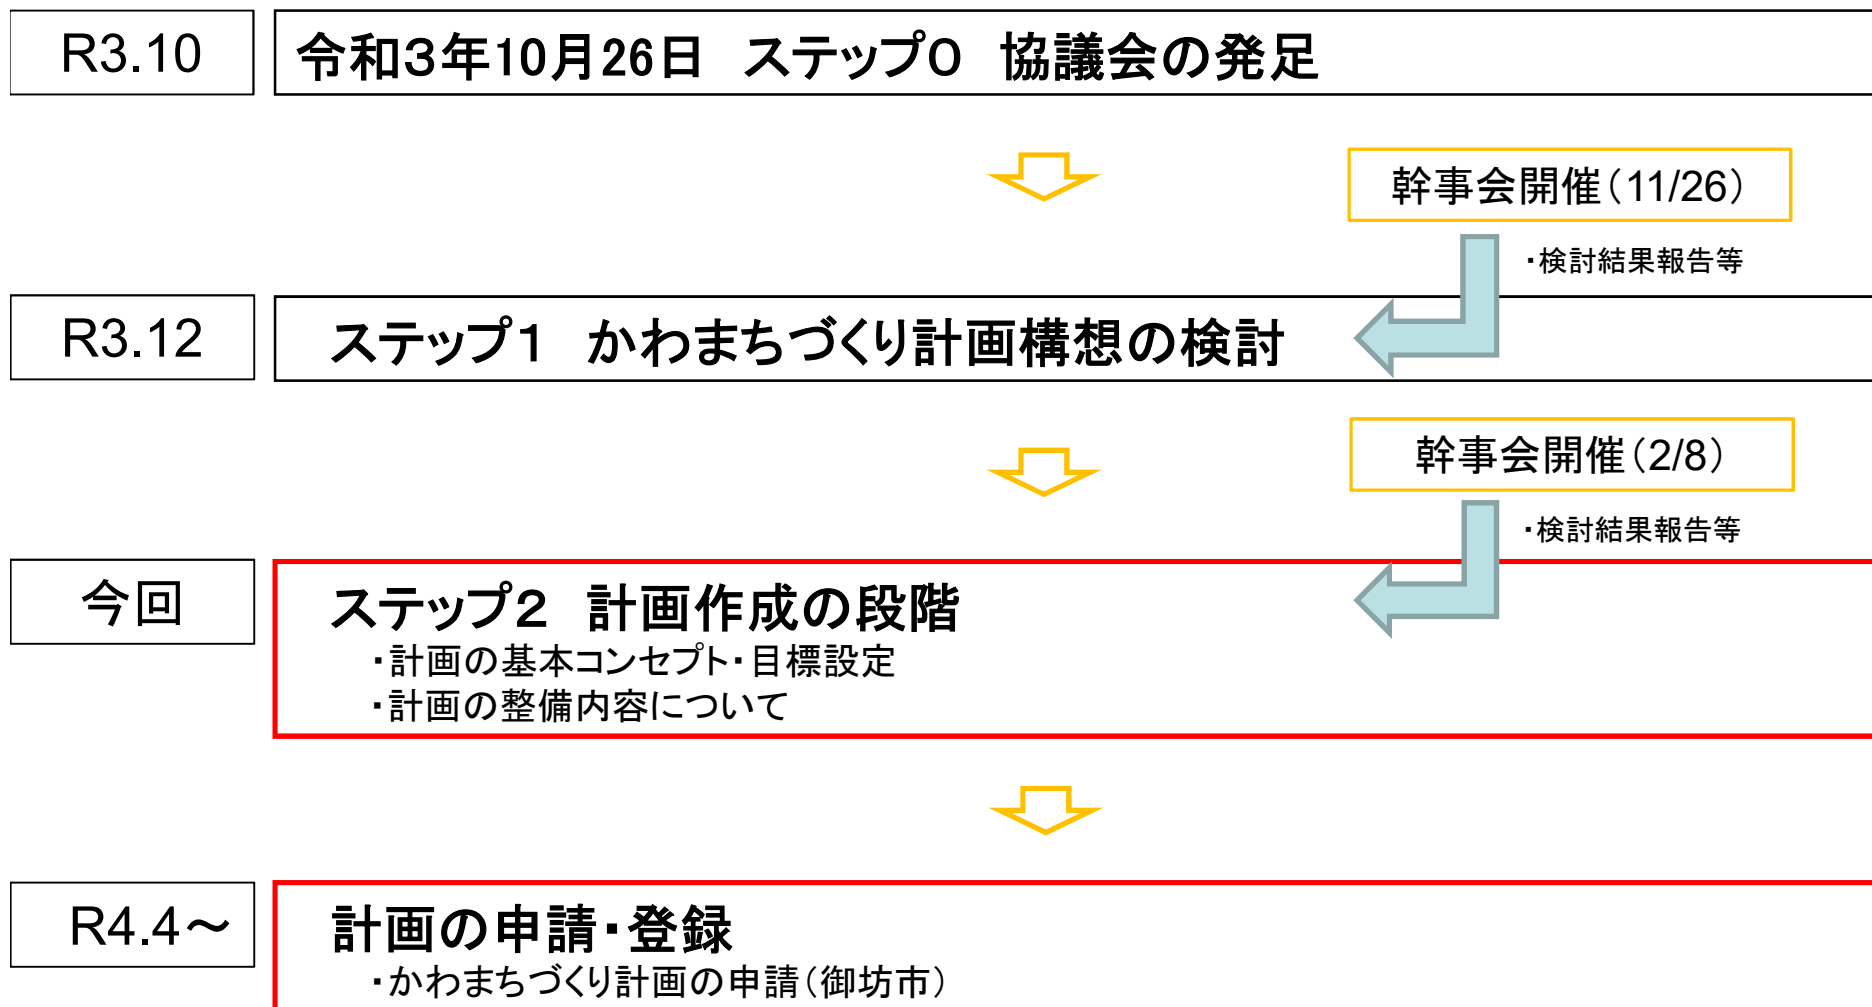 R3.10
令和3年10月26日　ステップ0　協議会の発足
幹事会開催（11/26）
・検討結果報告等
R3.12
ステップ1　かわまちづくり計画構想の検討
幹事会開催（2/8）
・検討結果報告等
今回
ステップ2　計画作成の段階
・計画の基本コンセプト・目標設定
・計画の整備内容について
R4.4～
計画の申請・登録
・かわまちづくり計画の申請（御坊市）